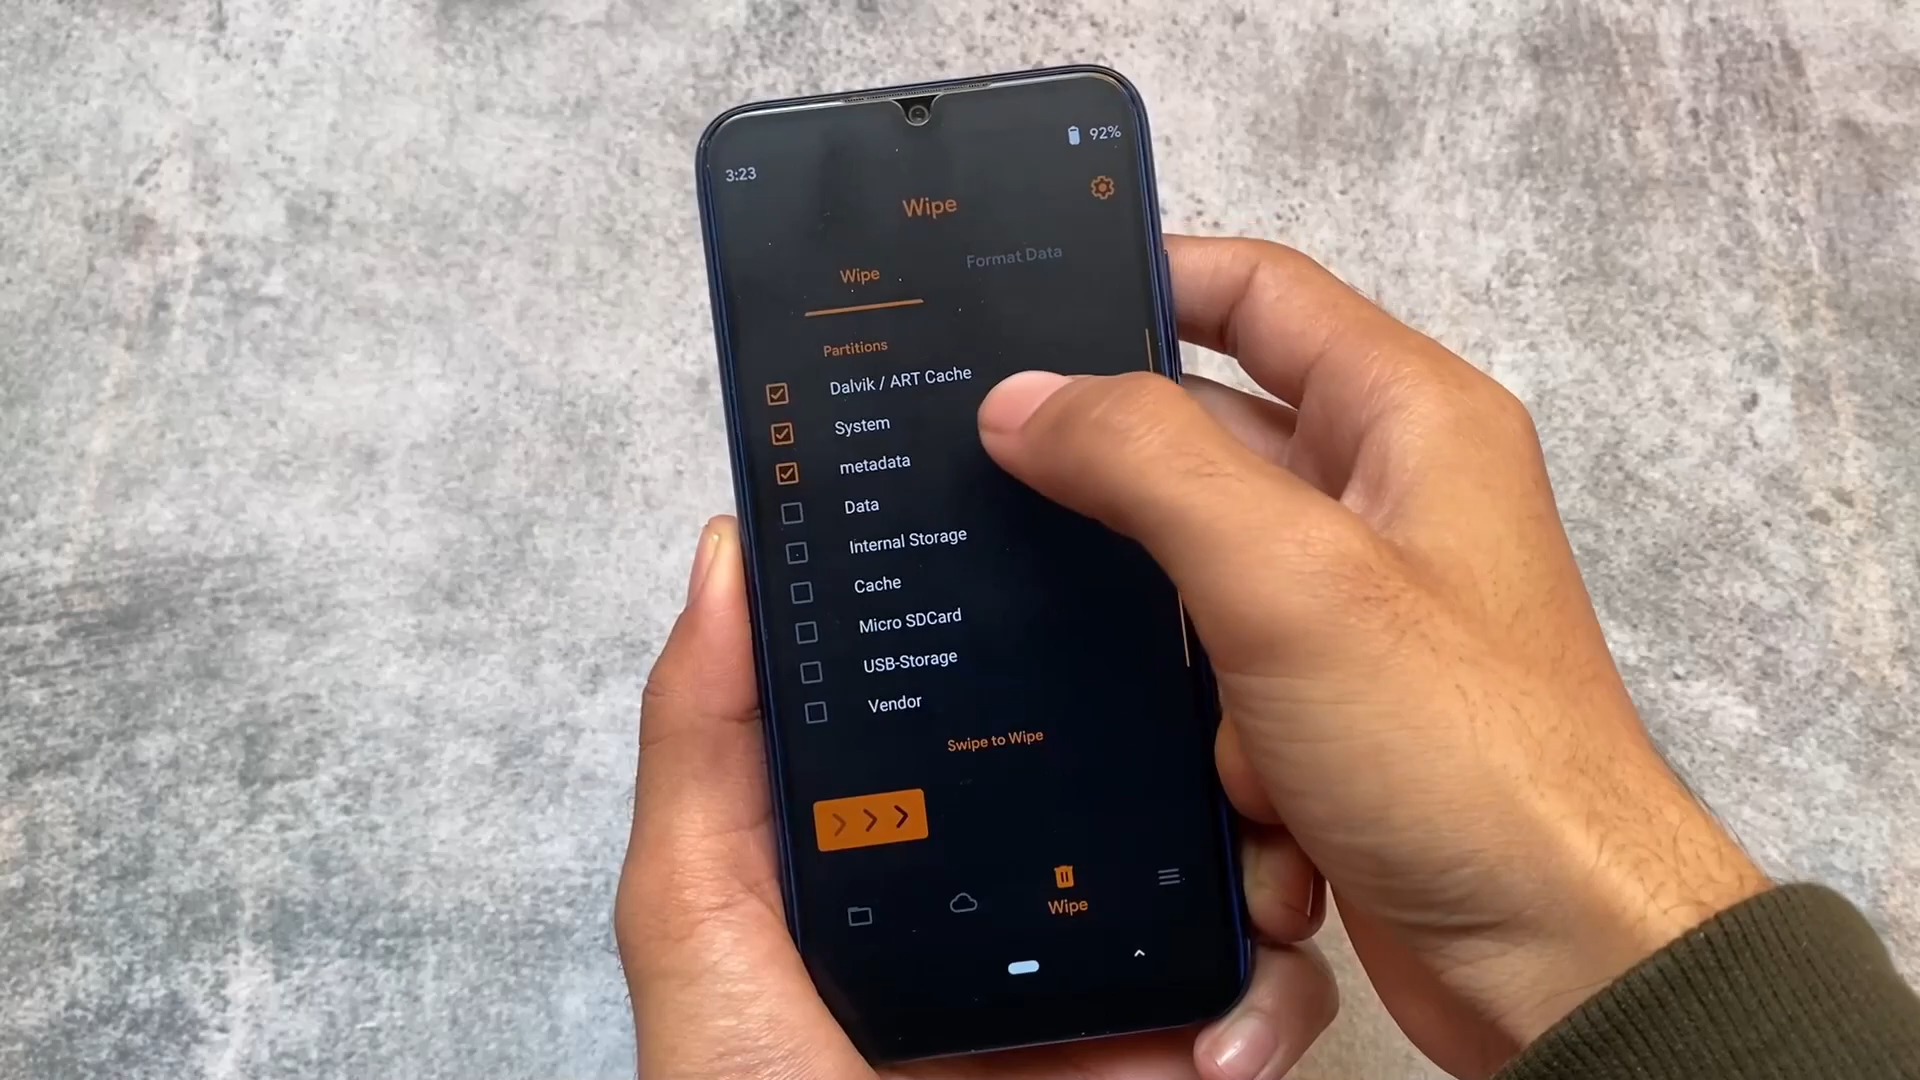 3:23
92%
Wipe
Wipe
Format Data
Partitions
Dalvik / ART Cache
System
metadata
Data
Internal Storage
Cache
Micro SDCard
USB-Storage
Vendor
Swipe to Wipe
Wipe